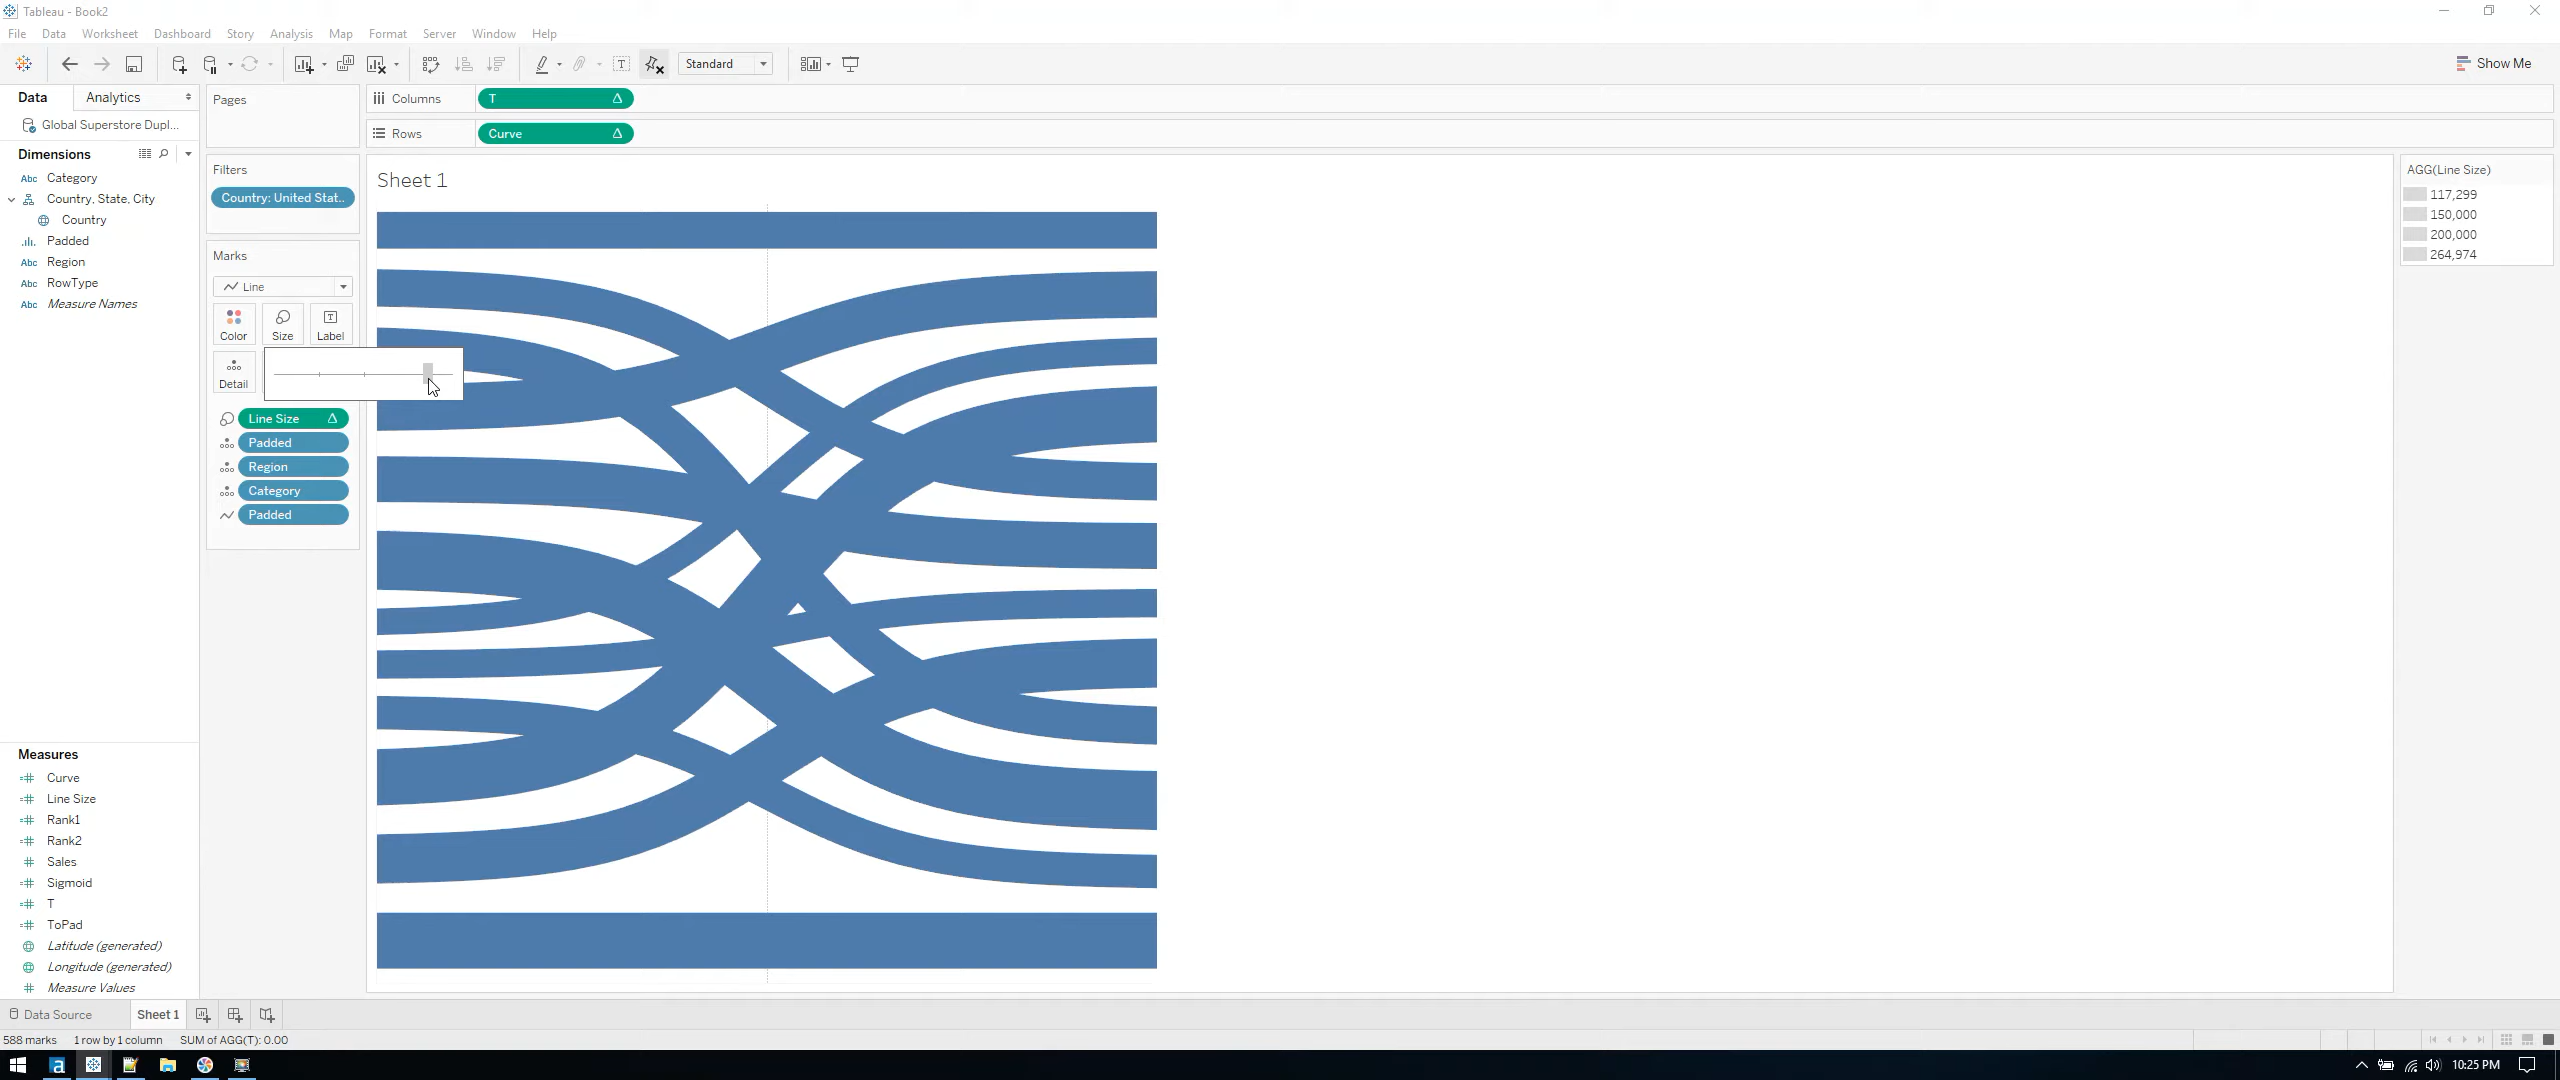 Tableau - Book2
File Data Worksheet Dashboard Story Analysis Map Format Server Window Help
Standard
Show Me
Data Analytics
Global Superstore Dupl...
Dimensions
Category
Country, State, City
Country
Padded
Region
RowType
Measure Names
Measures
Curve
Line Size
Rank1
Rank2
Sales
Sigmoid
T
ToPad
Latitude (generated)
Longitude (generated)
Measure Values
Pages
Filters
Country: United Stat..
Marks
Line
Color Size Label
Detail
Line Size
Padded
Region
Category
Padded
Columns T
Rows Curve
Sheet 1
AGG(Line Size)
117,299
150,000
200,000
264,974
Data Source Sheet 1
588 marks 1 row by 1 column SUM of AGG(T): 0.00
10:25 PM